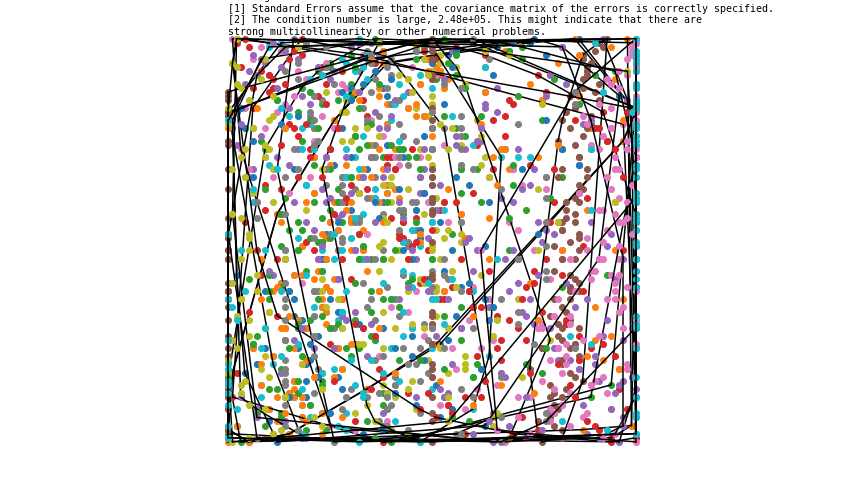 [1] Standard Errors assume that the covariance matrix of the errors is correctly specified.
[2] The condition number is large, 2.48e+05. This might indicate that there are
strong multicollinearity or other numerical problems.